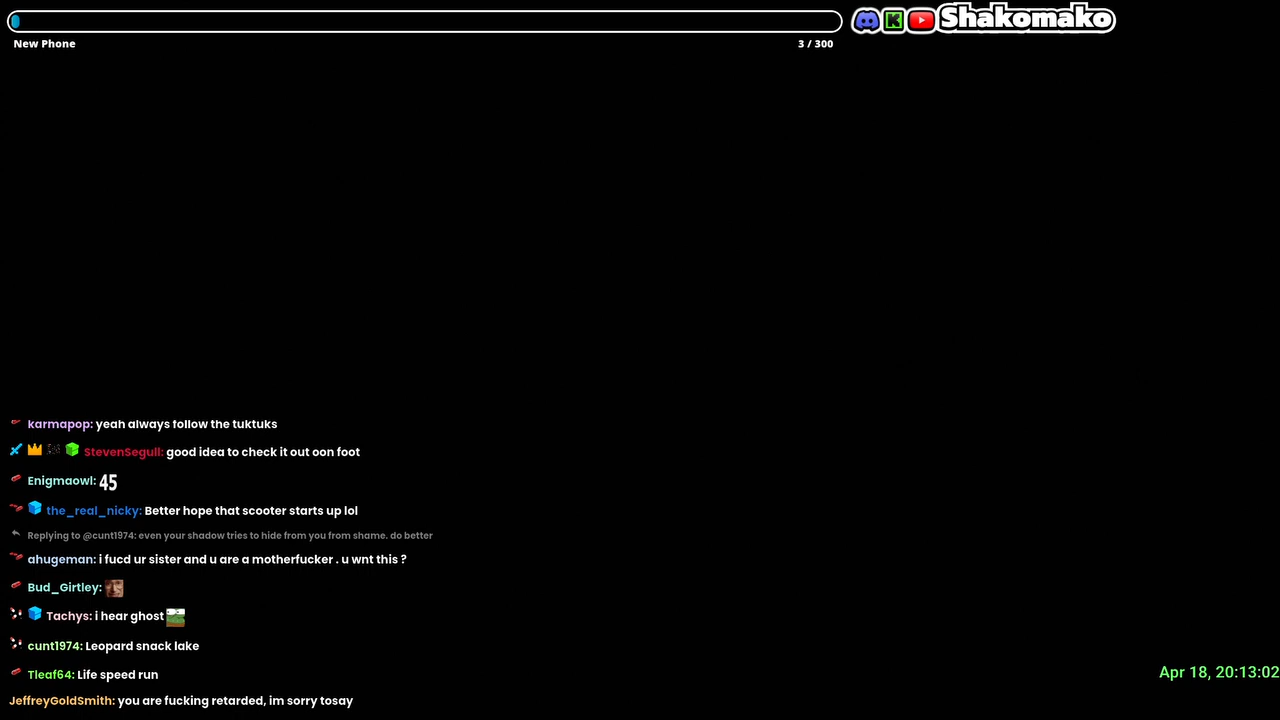 Shakomako
New Phone 3 / 300
karmapop: yeah always follow the tuktuks
StevenSegull: good idea to check it out oon foot
Enigmaowl: 45
the_real_nicky: Better hope that scooter starts up lol
Replying to @cunt1974: even your shadow tries to hide from you from shame. do better
ahugeman: i fucd ur sister and u are a motherfucker . u wnt this ?
Bud_Girtley:
Tachys: i hear ghost
cunt1974: Leopard snack lake
Tleaf64: Life speed run
Apr 18, 20:13:02
JeffreyGoldSmith: you are fucking retarded, im sorry tosay